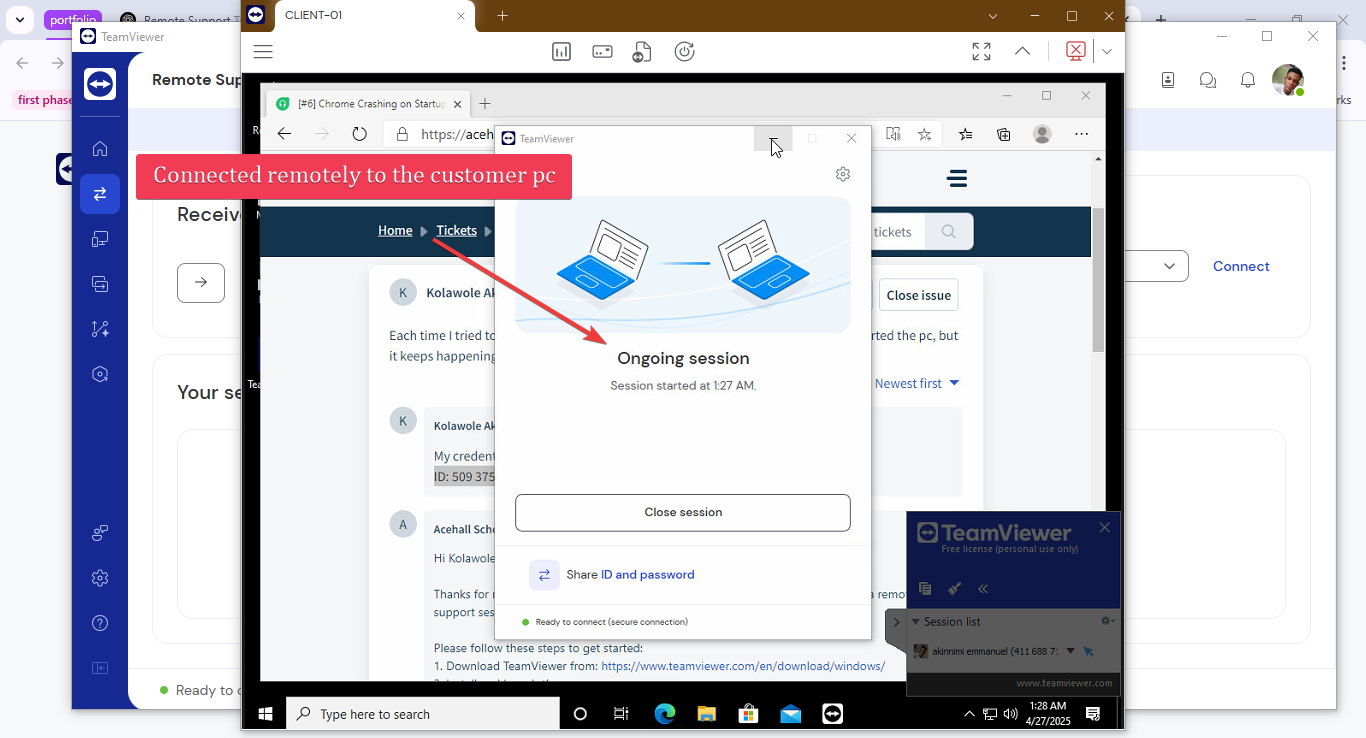 portfolio
Remote Support T
CLIENT-01
TeamViewer
Remote Sup
first phase
rks
[#6] Chrome Crashing on Startup
https://aceh
TeamViewer
Connected remotely to the customer pc
Receive
Home
Tickets
tickets
Connect
K
Kolawole Ak
Close issue
Each time I tried to
rted the pc, but
it keeps happening
Ongoing session
Session started at 1:27 AM.
Newest first
Tea
Your se
K
Kolawole Ak
My credent
ID: 509 375
Close session
A
Acehall Scho
Hi Kolawole
Share ID and password
Thanks for r
a remot
support ses
Ready to connect (secure connection)
Please follow these steps to get started:
1. Download TeamViewer from: https://www.teamviewer.com/en/download/windows/
TeamViewer
Free license (personal use only)
Session list
akinnimi emmanuel (411 688 7:
www.teamviewer.com
Ready to c
Type here to search
1:28 AM
4/27/2025